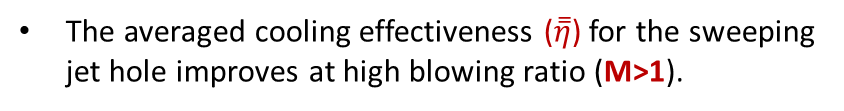 • The averaged cooling effectiveness (η̿) for the sweeping
jet hole improves at high blowing ratio (M>1).